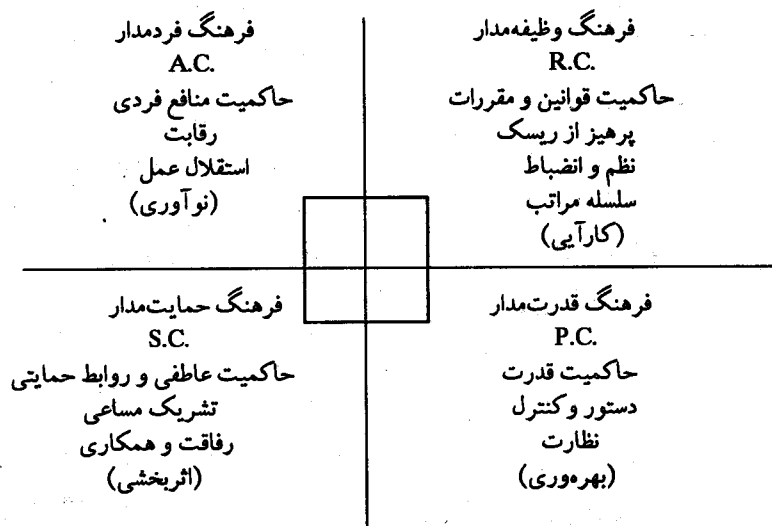 فرهنگ وظیفه‌مدار
R.C.
حاکمیت قوانین و مقررات
پرهیز از ریسک
نظم و انضباط
سلسله مراتب
(کارآیی)
فرهنگ فردمدار
A.C.
حاکمیت منافع فردی
رقابت
استقلال عمل
(نوآوری)
فرهنگ قدرت‌مدار
P.C.
حاکمیت قدرت
دستور و کنترل
نظارت
(بهره‌وری)
فرهنگ حمایت‌مدار
S.C.
حاکمیت عاطفی و روابط حمایتی
تشریک مساعی
رفاقت و همکاری
(اثربخشی)